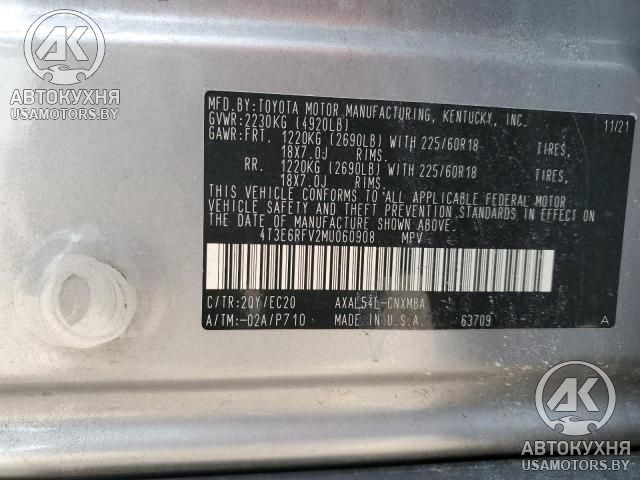 AK
АВТОКУХНЯ
USAMOTORS.BY
MFD.BY:TOYOTA MOTOR MANUFACTURING, KENTUCKY, INC. 11/21
GVWR:2230KG (4920LB)
GAWR:FRT. 1220KG (2690LB) WITH 225/60R18 TIRES,
18X7.0J RIMS.
RR. 1220KG (2690LB) WITH 225/60R18 TIRES,
18X7.0J RIMS.
THIS VEHICLE CONFORMS TO ALL APPLICABLE FEDERAL MOTOR
VEHICLE SAFETY AND THEFT PREVENTION STANDARDS IN EFFECT ON
THE DATE OF MANUFACTURE SHOWN ABOVE.
4T3E6RFV2MU060908 MPV
C/TR:2QY/EC20 AXAL54L-CNXMBA
A/TM:-02A/P710 MADE IN U.S.A. 63709 A
AK
АВТОКУХНЯ
USAMOTORS.BY